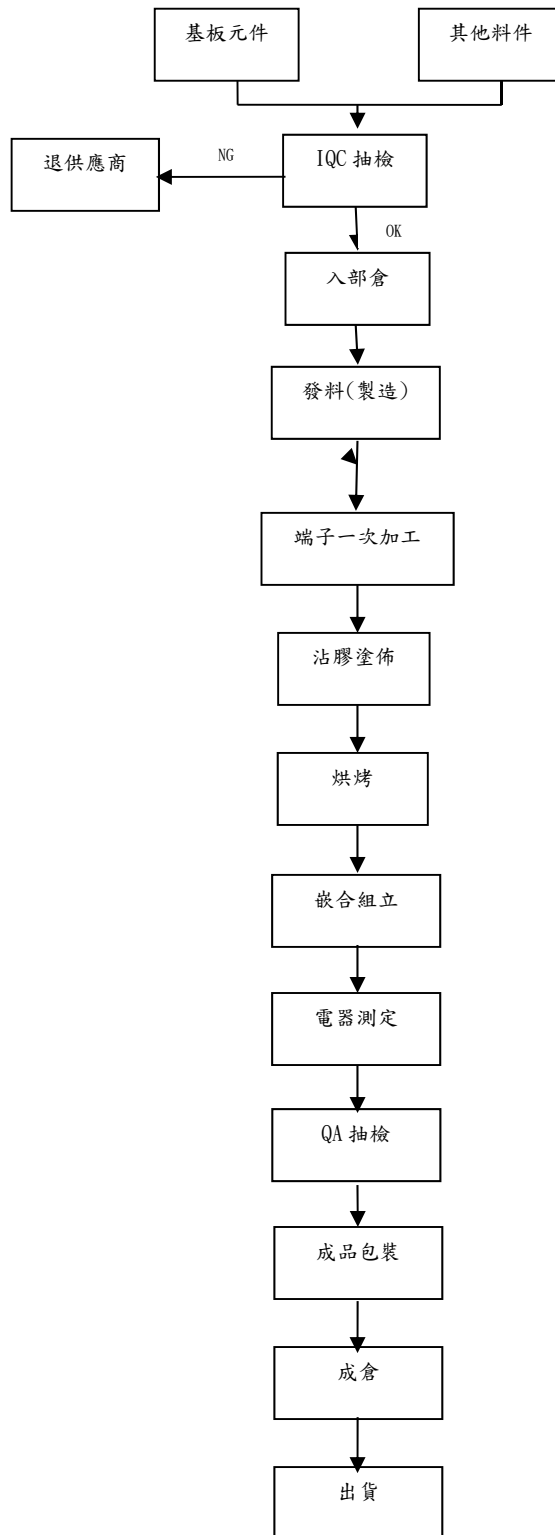 基板元件
其他料件
退供應商
NG
IQC 抽檢
OK
入部倉
發料(製造)
端子一次加工
沾膠塗佈
烘烤
嵌合組立
電器測定
QA 抽檢
成品包裝
成倉
出貨